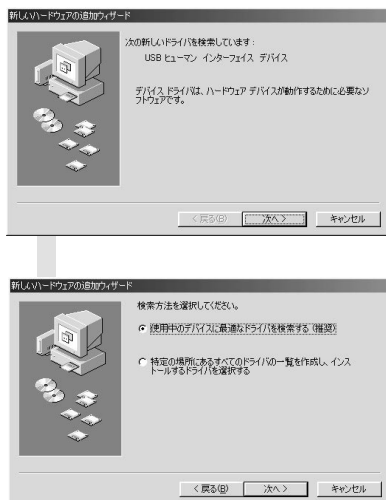 新しいハードウェアの追加ウィザード
次の新しいドライバを検索しています:
USB ヒューマン インターフェイス デバイス
デバイス ドライバは、ハードウェア デバイスが動作するために必要なソ
フトウェアです。
< 戻る(B)
次へ >
キャンセル
新しいハードウェアの追加ウィザード
検索方法を選択してください。
使用中のデバイスに最適なドライバを検索する (推奨)
特定の場所にあるすべてのドライバの一覧を作成し、インス
トールするドライバを選択する
< 戻る(B)
次へ >
キャンセル